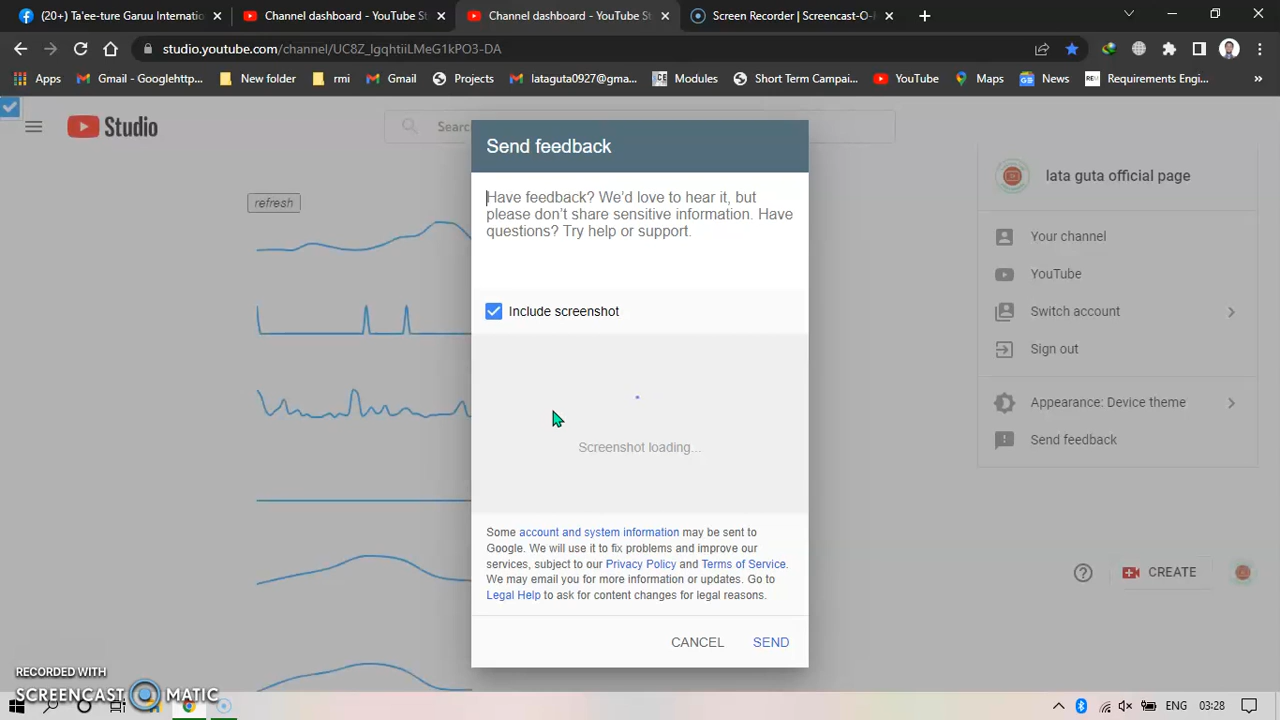 (20+) Ta'ee-ture Garuu Internatio
Channel dashboard - YouTube St
Channel dashboard - YouTube St
Screen Recorder | Screencast-O-
studio.youtube.com/channel/UC8Z_lgqhtiiLMeG1kPO3-DA
Apps
Gmail - Googlehttp...
New folder
rmi
Gmail
Projects
lataguta0927@gma...
Modules
Short Term Campai...
YouTube
Maps
News
Requirements Engi...
»
Studio
Searc
Send feedback
Have feedback? We'd love to hear it, but
please don't share sensitive information. Have
questions? Try help or support.
refresh
Include screenshot
Screenshot loading...
Some account and system information may be sent to
Google. We will use it to fix problems and improve our
services, subject to our Privacy Policy and Terms of Service.
We may email you for more information or updates. Go to
Legal Help to ask for content changes for legal reasons.
CANCEL
SEND
lata guta official page
Your channel
YouTube
Switch account
Sign out
Appearance: Device theme
Send feedback
CREATE
RECORDED WITH
SCREENCAST MATIC
ENG
03:28